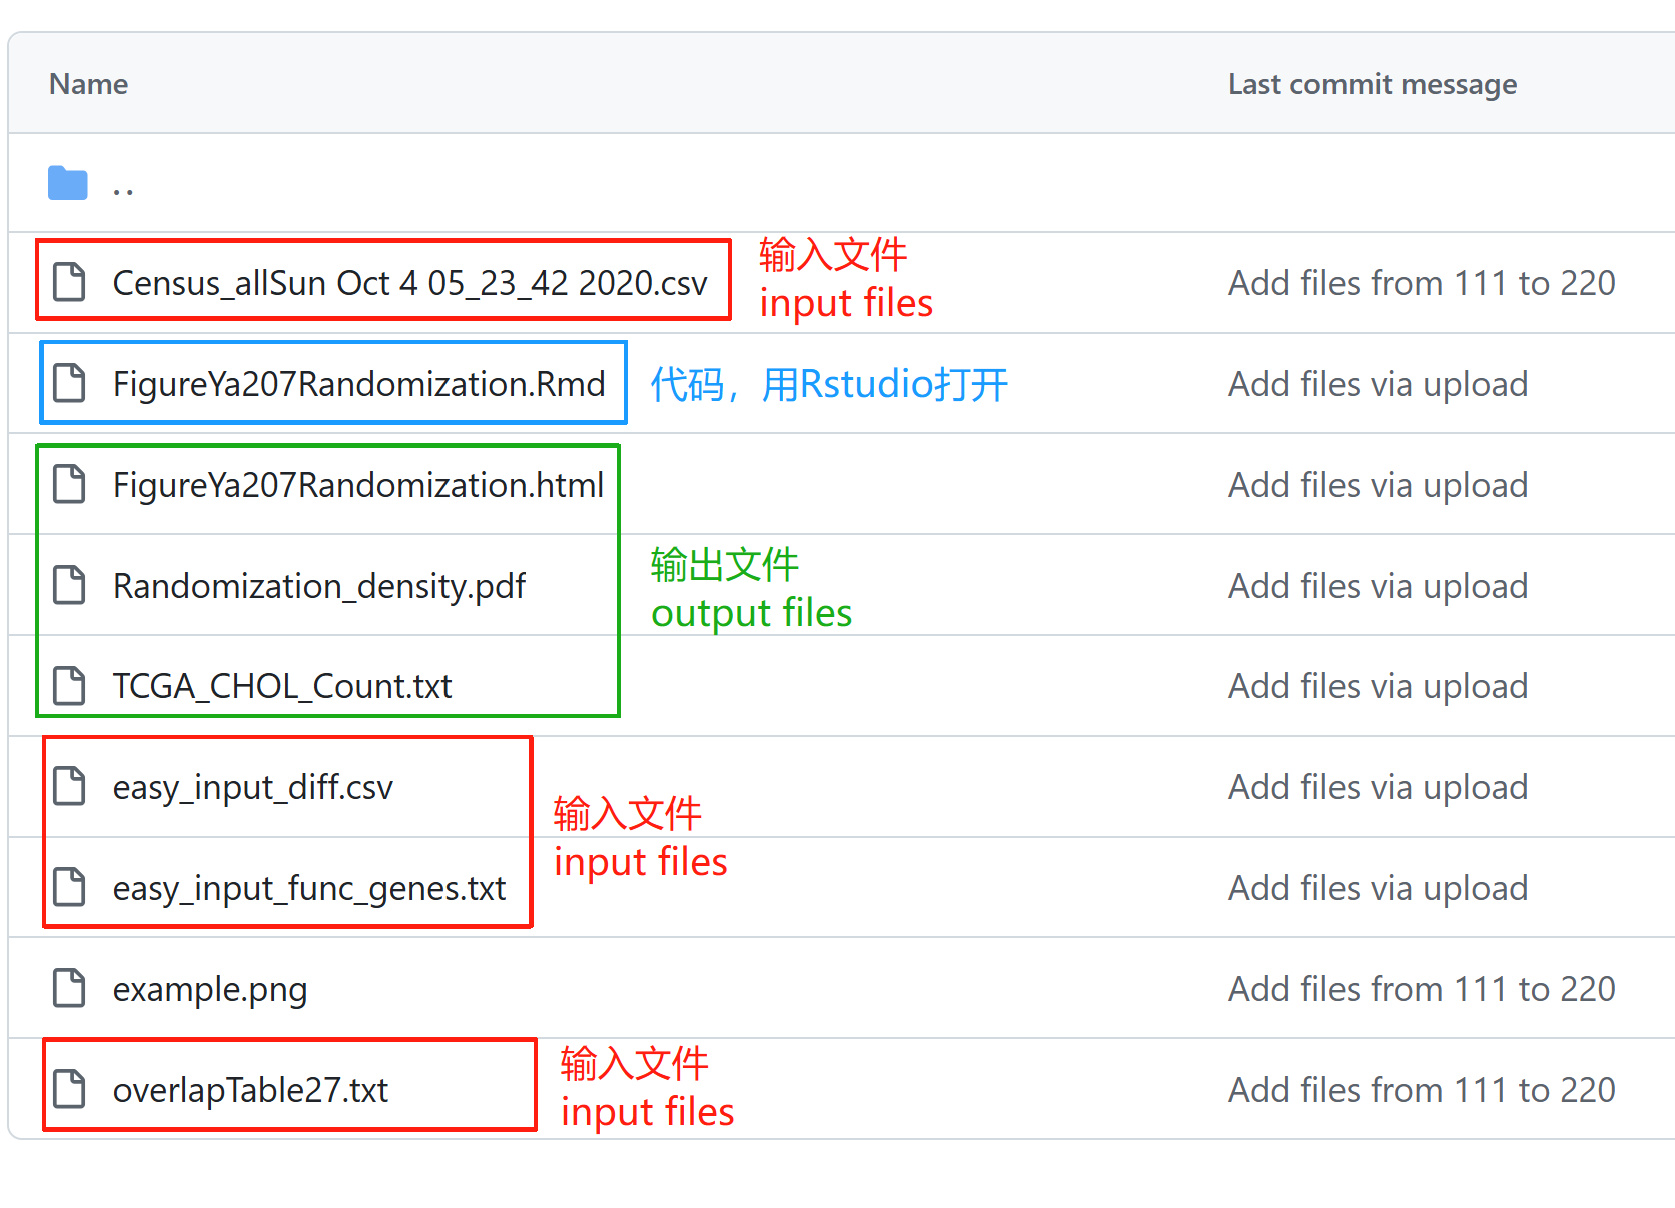 Name
Last commit message
..
Census_allSun Oct 4 05_23_42 2020.csv
输入文件
input files
Add files from 111 to 220
FigureYa207Randomization.Rmd
代码，用Rstudio打开
Add files via upload
FigureYa207Randomization.html
Add files via upload
Randomization_density.pdf
输出文件
output files
Add files via upload
TCGA_CHOL_Count.txt
Add files via upload
easy_input_diff.csv
输入文件
input files
Add files via upload
easy_input_func_genes.txt
Add files via upload
example.png
Add files from 111 to 220
overlapTable27.txt
输入文件
input files
Add files from 111 to 220